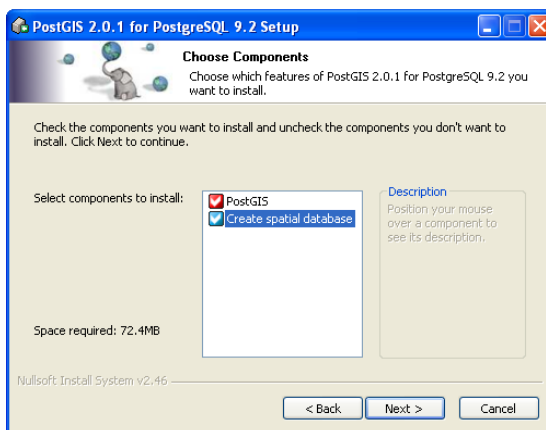 PostGIS 2.0.1 for PostgreSQL 9.2 Setup
Choose Components
Choose which features of PostGIS 2.0.1 for PostgreSQL 9.2 you
want to install.
Check the components you want to install and uncheck the components you don't want to
install. Click Next to continue.
Select components to install:
PostGIS
Create spatial database
Description
Position your mouse
over a component to
see its description.
Space required: 72.4MB
Nullsoft Install System v2.46
< Back
Next >
Cancel